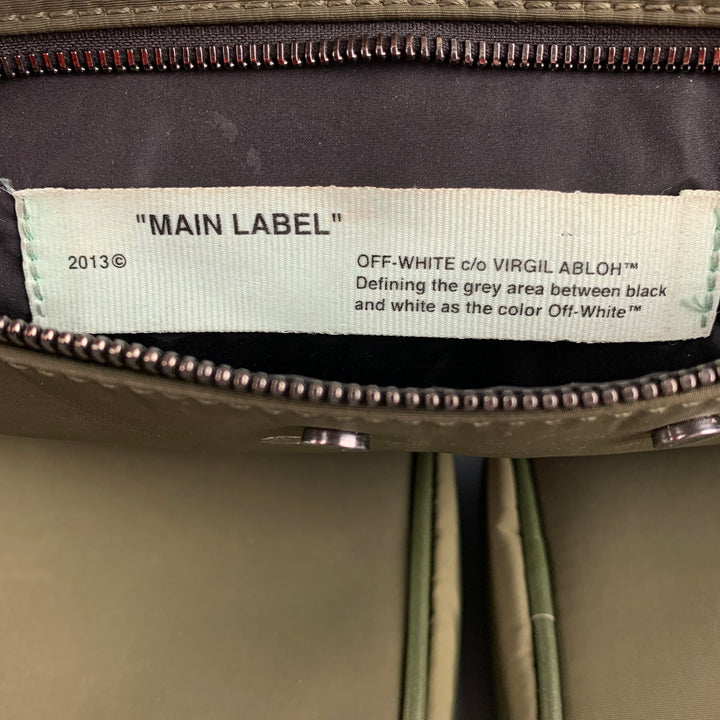 "MAIN LABEL"
2013©
OFF-WHITE c/o VIRGIL ABLOH™
Defining the grey area between black
and white as the color Off-White™